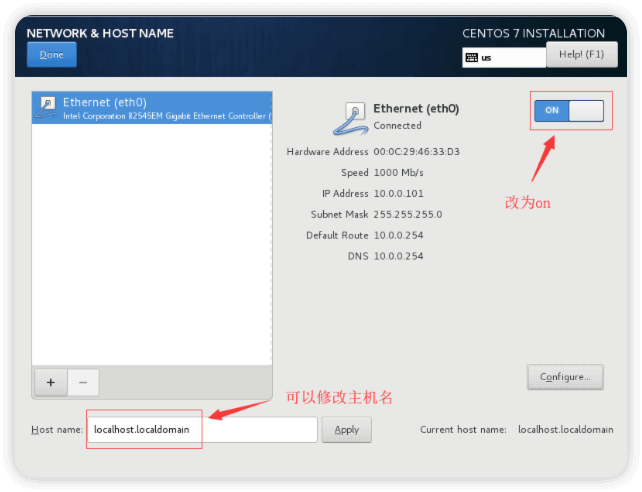 NETWORK & HOST NAME
CENTOS 7 INSTALLATION
Done
us
Help! (F1)
Ethernet (eth0)
Intel Corporation 82545EM Gigabit Ethernet Controller (
Ethernet (eth0)
Connected
ON
Hardware Address 00:0C:29:46:33:D3
Speed 1000 Mb/s
IP Address 10.0.0.101
Subnet Mask 255.255.255.0
Default Route 10.0.0.254
DNS 10.0.0.254
改为on
+
−
Configure...
可以修改主机名
Host name: localhost.localdomain
Apply
Current host name: localhost.localdomain